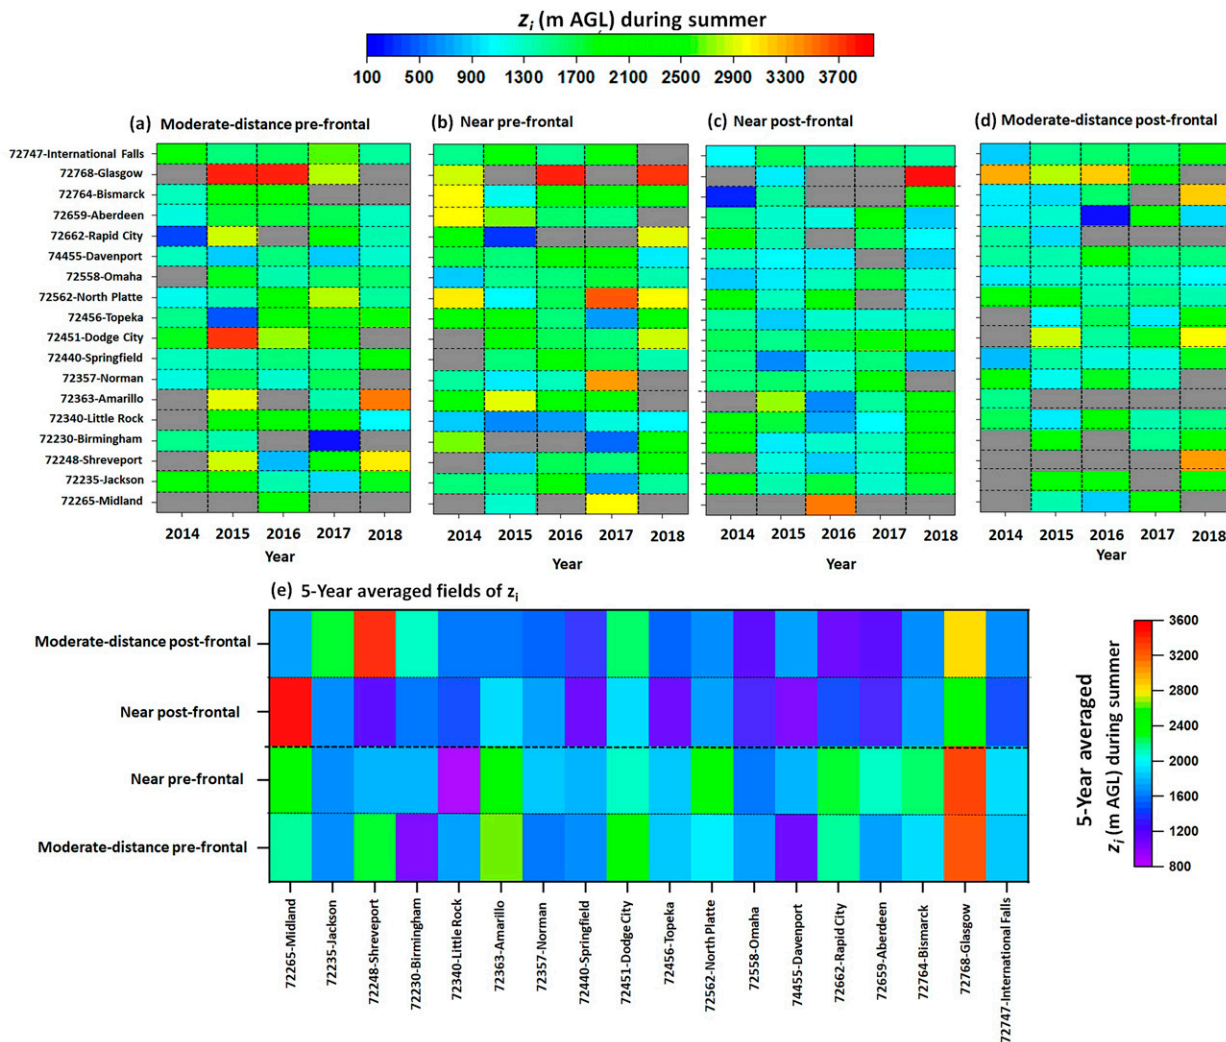 z_i (m AGL) during summer
100 500 900 1300 1700 2100 2500 2900 3300 3700
(a) Moderate-distance pre-frontal
(b) Near pre-frontal
(c) Near post-frontal
(d) Moderate-distance post-frontal
72747-International Falls
72768-Glasgow
72764-Bismarck
72659-Aberdeen
72662-Rapid City
74455-Davenport
72558-Omaha
72562-North Platte
72456-Topeka
72451-Dodge City
72440-Springfield
72357-Norman
72363-Amarillo
72340-Little Rock
72230-Birmingham
72248-Shreveport
72235-Jackson
72265-Midland
2014 2015 2016 2017 2018
Year
2014 2015 2016 2017 2018
Year
2014 2015 2016 2017 2018
Year
2014 2015 2016 2017 2018
Year
(e) 5-Year averaged fields of z_i
Moderate-distance post-frontal
Near post-frontal
Near pre-frontal
Moderate-distance pre-frontal
72265-Midland
72235-Jackson
72248-Shreveport
72230-Birmingham
72340-Little Rock
72363-Amarillo
72357-Norman
72440-Springfield
72451-Dodge City
72456-Topeka
72562-North Platte
72558-Omaha
74455-Davenport
72662-Rapid City
72659-Aberdeen
72764-Bismarck
72768-Glasgow
72747-International Falls
5-Year averaged
z_i (m AGL) during summer
3600
3200
2800
2400
2000
1600
1200
800